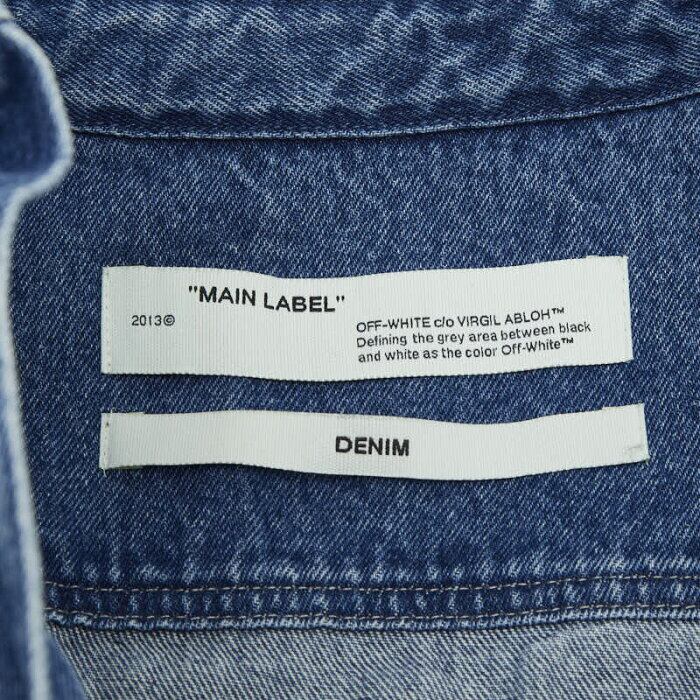 "MAIN LABEL"
2013©
OFF-WHITE c/o VIRGIL ABLOH™
Defining the grey area between black
and white as the color Off-White™
DENIM